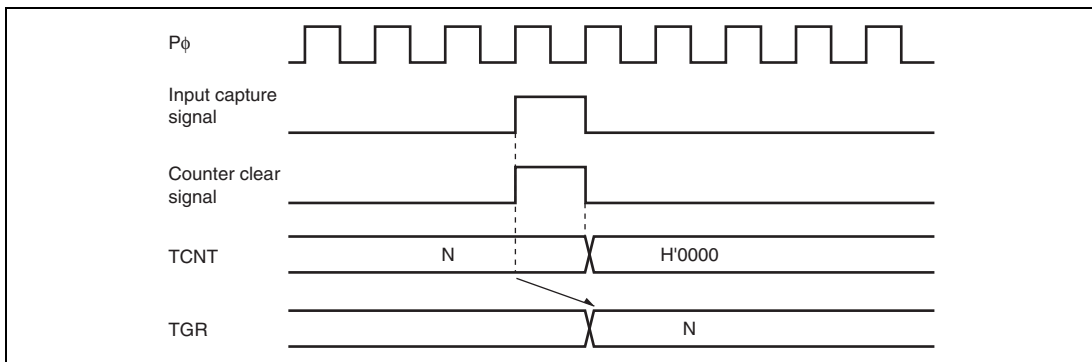 Pϕ
Input capture
signal
Counter clear
signal
TCNT
N
H'0000
TGR
N